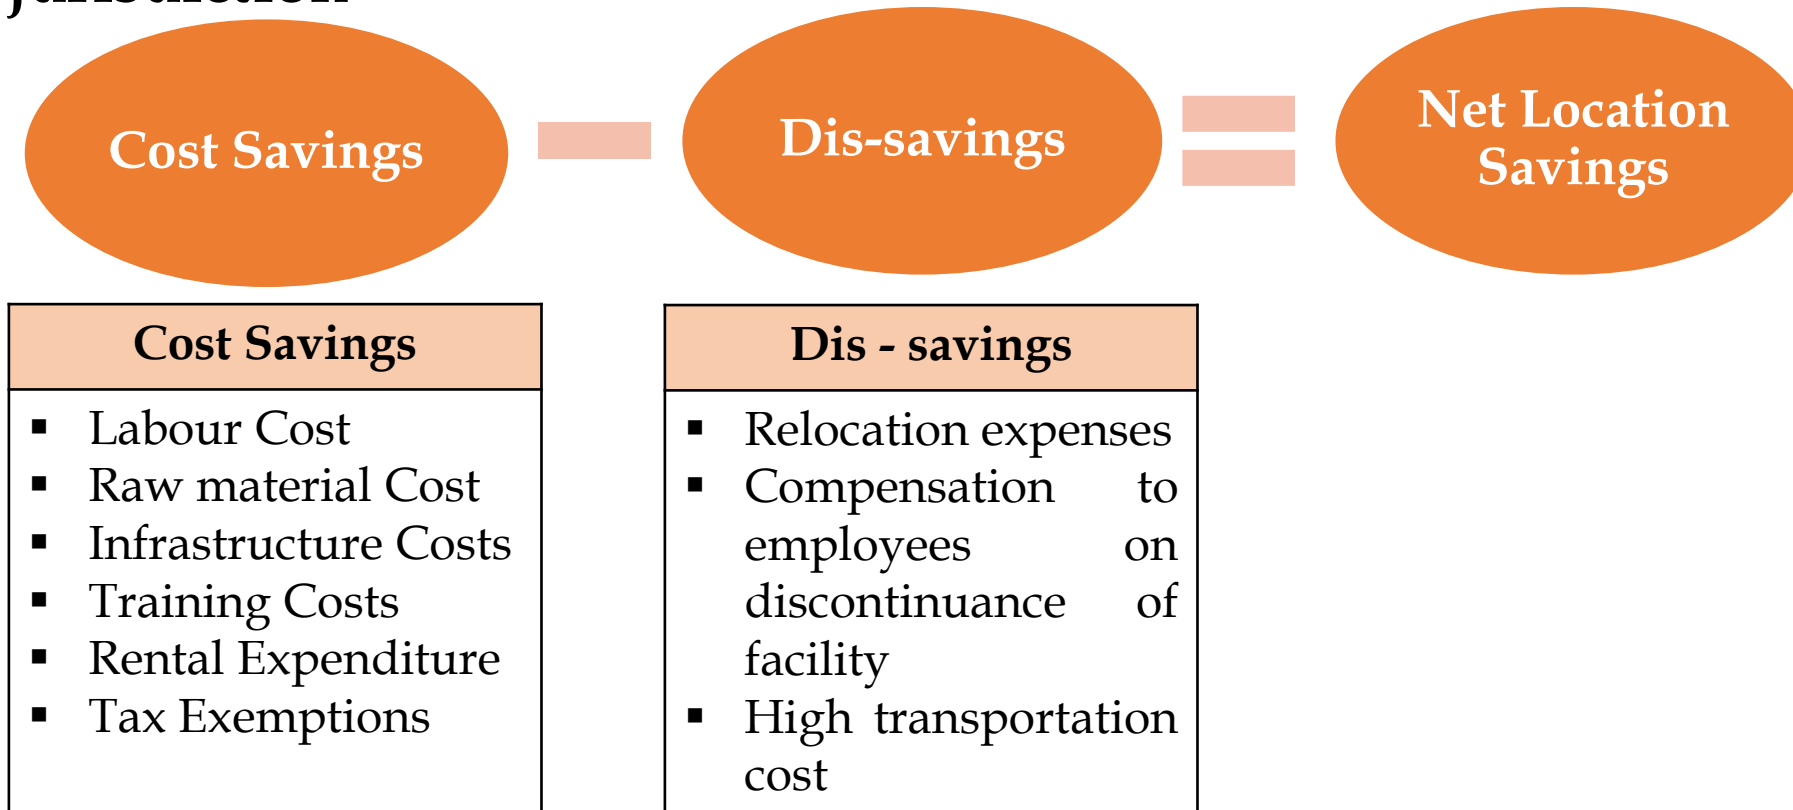 jurisdiction
Cost Savings
Dis-savings
Net Location
Savings
Cost Savings
▪ Labour Cost
▪ Raw material Cost
▪ Infrastructure Costs
▪ Training Costs
▪ Rental Expenditure
▪ Tax Exemptions
Dis - savings
▪ Relocation expenses
▪ Compensation to
employees on
discontinuance of
facility
▪ High transportation
cost